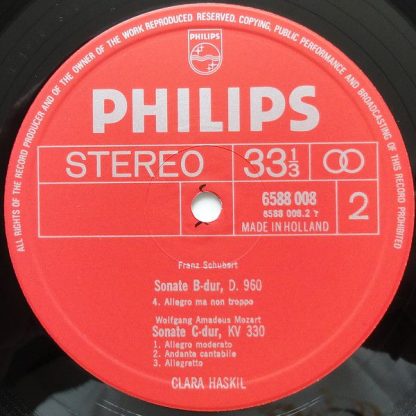 ALL RIGHTS OF THE RECORD PRODUCER AND OF THE OWNER OF THE WORK REPRODUCED RESERVED. COPYING, PUBLIC PERFORMANCE AND BROADCASTING OF THIS RECORD PROHIBITED
PHILIPS
PHILIPS
STEREO 33 1/3
6588 008
6588 008.2 Y
MADE IN HOLLAND
2
Franz Schubert
Sonate B-dur, D. 960
4. Allegro ma non troppo
Wolfgang Amadeus Mozart
Sonate C-dur, KV 330
1. Allegro moderato
2. Andante cantabile
3. Allegretto
CLARA HASKIL